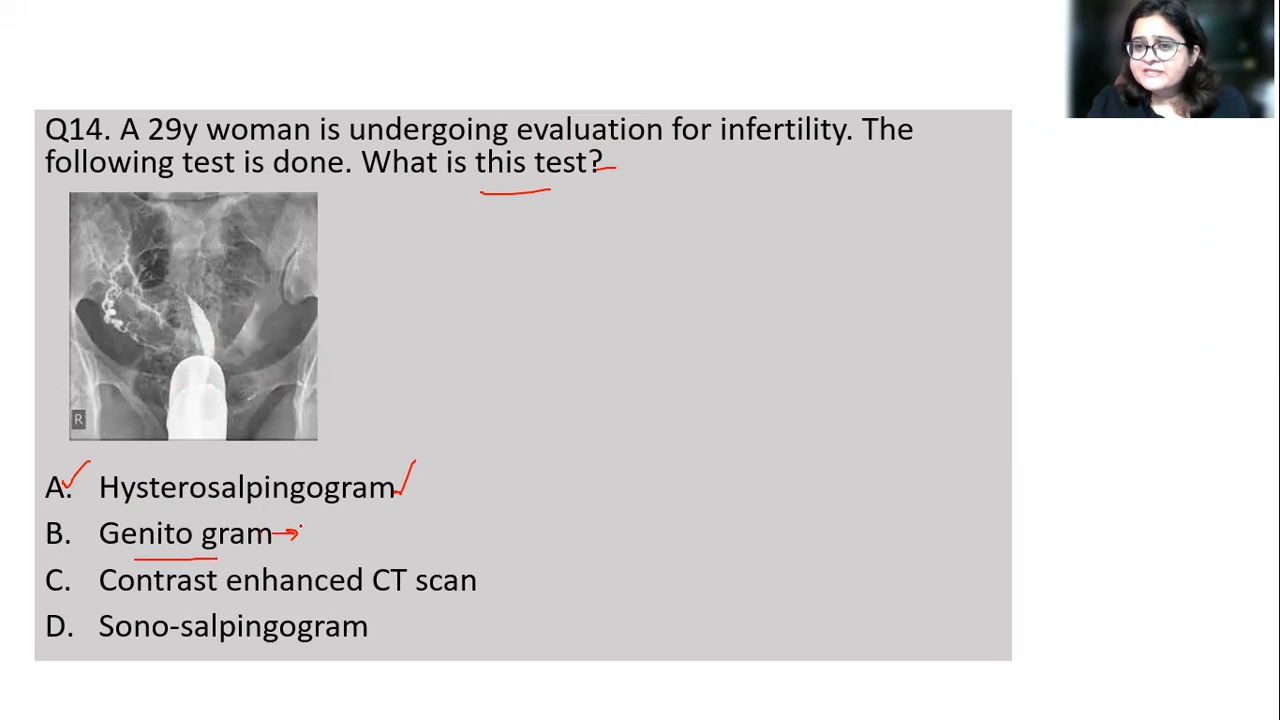 Q14. A 29y woman is undergoing evaluation for infertility. The
following test is done. What is this test?
R
A. Hysterosalpingogram
B. Genito gram
C. Contrast enhanced CT scan
D. Sono-salpingogram